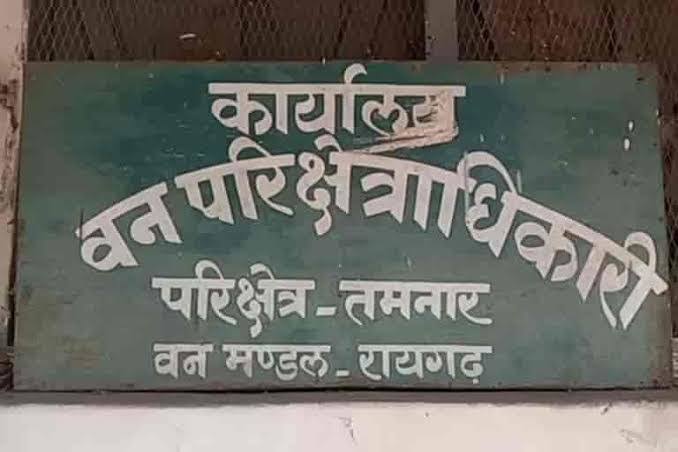 कार्यालय
वन परिक्षेत्राधिकारी
परिक्षेत्र - तमनार
वन मण्डल - रायगढ़